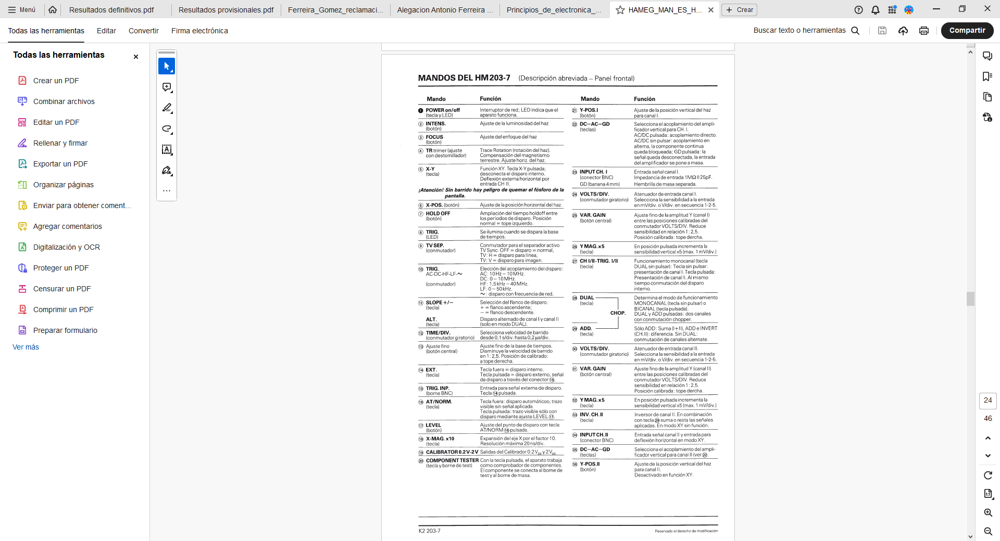 Menú
Resultados definitivos.pdf
Resultados provisionales.pdf
Ferreira_Gomez_reclamaci...
Alegacion Antonio Ferreira ...
Principios_de_electronica_...
HAMEG_MAN_ES_H...
Crear
Todas las herramientas
Editar
Convertir
Firma electrónica
Buscar texto o herramientas
Compartir
Todas las herramientas
Crear un PDF
Combinar archivos
Editar un PDF
Rellenar y firmar
Exportar un PDF
Organizar páginas
Enviar para obtener coment...
Agregar comentarios
Digitalización y OCR
Proteger un PDF
Censurar un PDF
Comprimir un PDF
Preparar formulario
Ver más
MANDOS DEL HM203-7 (Descripción abreviada – Panel frontal)
Mando Función
① POWER on/off Interruptor de red; LED indica que el
(tecla y LED) aparato funciona.
② INTENS. Ajuste de la luminosidad del haz
(botón)
③ FOCUS Ajuste del enfoque del haz
(botón)
④ TR trimer (ajuste Trace Rotation (rotación del haz).
con destornillador) Compensación del magnetismo
terrestre. Ajuste horiz. del haz.
⑤ X-Y Función XY. Tecla X-Y pulsada;
(tecla) desconecta el disparo interno.
Deflexión externa horizontal por
entrada CH II.
¡Atención! Sin barrido hay peligro de quemar el fósforo de la
pantalla.
⑥ X-POS. (botón) Ajuste de la posición horizontal del haz.
⑦ HOLD OFF Ampliación del tiempo holdoff entre
(botón) los períodos de disparo. Posición
normal = tope izquierdo.
⑧ TRIG. Se ilumina cuando se dispara la base
(LED) de tiempos.
⑨ TV SEP. Conmutador para el separador activo
(conmutador) TV Sync. OFF = disparo = normal,
TV: H = disparo para línea,
TV: V = disparo para imagen.
⑩ TRIG. Elección del acoplamiento del disparo:
AC-DC-HF-LF-~ AC: 10 Hz – 10 MHz.
DC: 0 – 10 MHz.
(conmutador) HF: 1,5 kHz – 40 MHz.
LF: 0 – 50 kHz.
~: disparo con frecuencia de red.
⑪ SLOPE +/− Selección del flanco de disparo.
(tecla) + = flanco ascendente;
− = flanco descendente.
ALT. Disparo alternado de canal I y canal II
(tecla) (solo en modo DUAL).
⑫ TIME/DIV. Selecciona velocidad de barrido
(conmutador giratorio) desde 0,1 s/div. hasta 0,2 µs/div.
⑬ Ajuste fino Ajuste fino de la base de tiempos.
(botón central) Disminuye la velocidad de barrido
en 1: 2,5. Posición de calibrado:
a tope derecha.
⑭ EXT. Tecla fuera = disparo interno.
(tecla) Tecla pulsada = disparo externo, señal
de disparo a través del conector ⑮.
⑮ TRIG. INP. Entrada para señal externa de disparo.
(borne BNC) Tecla ⑭ pulsada.
⑯ AT/NORM. Tecla fuera: disparo automáticoo, trazo
(tecla) visible sin señal aplicada.
Tecla pulsada: trazo visible sólo con
disparo mediante ajuste LEVEL ⑰.
⑰ LEVEL Ajuste del punto de disparo con tecla
(botón) AT/NORM ⑯ pulsada.
⑱ X-MAG. x10 Expansión del eje X por el factor 10.
(tecla) Resolución máxima 20 ns/div.
⑲ CALIBRATOR 0.2 V-2 V Salidas del Calibrador 0.2 Vpp y 2 Vpp
⑳ COMPONENT TESTER Con la tecla pulsada, el aparato trabaja
(tecla y borne de test) como comprobador de componentes.
El componente se conecta al borne de
test y al borne de masa.
Mando Función
㉑ Y-POS.I Ajuste de la posición vertical del haz
(botón) para canal I.
㉒ DC–AC–GD Selecciona el acoplamiento del ampli-
(teclas) ficador vertical para CH. I.
AC/DC pulsada: acoplamiento directo.
AC/DC sin pulsar: acoplamiento en
alterna, la componente continua
queda bloqueada; GD pulsada: la
señal queda desconectada, la entrada
del amplificador se pone a masa.
㉓ INPUT CH. I Entrada señal canal I.
(conector BNC) Impedancia de entrada 1MΩ II 25pF.
GD (banana 4 mm) Hembrilla de masa separada.
㉔ VOLTS/DIV. Atenuador de entrada canal I.
(conmutador giratorio) Selecciona la sensibilidad a la entrada
en mV/div. o V/div. en secuencia 1-2-5.
㉕ VAR. GAIN Ajuste fino de la amplitud Y (canal I)
(botón central) entre las posiciones calibradas del
conmutador VOLTS/DIV. Reduce
sensibilidad en relación 1: 2,5.
Posición calibrada: tope dercha.
㉖ Y MAG. x5 En posición pulsada incrementa la
(tecla) sensibilidad vertical x5 (max. 1 mV/div.)
㉗ CH I/II-TRIG. I/II Funcionamiento monocanal (tecla
(tecla) DUAL sin pulsar): Tecla sin pulsar:
presentación de canal I. Tecla pulsada:
Presentación de canal II. Al mismo
tiempo conmutación del disparo
interno.
㉘ DUAL Determina el modo de funcionamiento
(tecla) MONOCANAL (tecla sin pulsar) o
BICANAL (tecla pulsada).
CHOP. DUAL y ADD pulsadas: dos canales
con conmutación chopper.
㉙ ADD. Sólo ADD: Suma (I+II), ADD e INVERT
(tecla) (CH.II): diferencia. Sin DUAL:
conmutación de canales alternate.
㉚ VOLTS/DIV. Atenuador de entrada canal II.
(conmutador giratorio) Selecciona la sensibilidad a la entrada
en mV/div. o V/div. en secuencia 1-2-5.
㉛ VAR. GAIN Ajuste fino de la amplitud Y (canal II)
(botón central) entre las posiciones calibradas del
conmutador VOLTS/DIV. Reduce
sensibilidad en relación 1: 2,5.
Posición calibrada: tope dercha.
㉜ Y MAG. x5 En posición pulsada incrementa la
(tecla) sensibilidad vertical x5 (max. 1 mV/div.)
㉝ INV. CH. II Inversor de canal II. En combinación
(tecla) con tecla ㉙ suma o resta las señales
aplicadas. En modo XY sin función.
㉞ INPUT CH. II Entrada señal canal II y entrada para
(conector BNC) deflexión horizontal en modo XY.
㉟ DC–AC–GD Selecciona el acoplamiento del ampli-
(teclas) ficador vertical para canal II (ver ㉒.
㊱ Y-POS.II Ajuste de la posición vertical del haz
(botón) para canal II.
Desactivado en función XY.
K2 203-7
Reservado el derecho de modificación
24
46